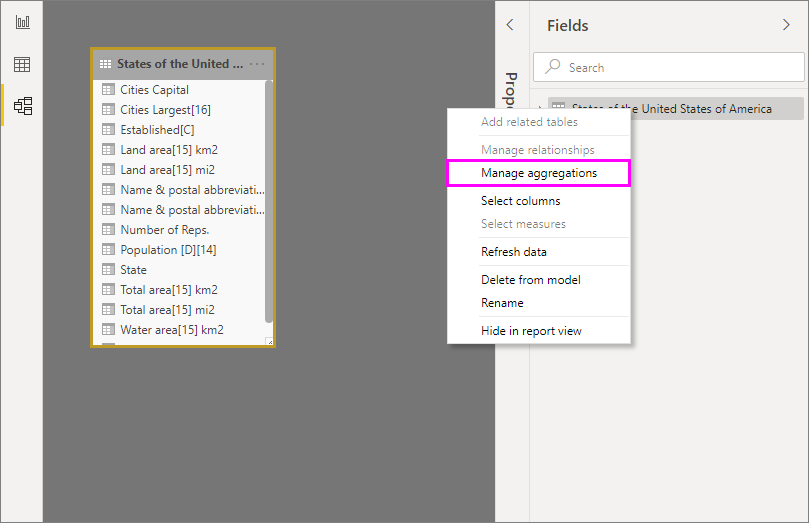 States of the United ...
Cities Capital
Cities Largest[16]
Established[C]
Land area[15] km2
Land area[15] mi2
Name & postal abbreviati...
Name & postal abbreviati...
Number of Reps.
Population [D][14]
State
Total area[15] km2
Total area[15] mi2
Water area[15] km2
Prope
Fields
Search
States of the United States of America
Add related tables
Manage relationships
Manage aggregations
Select columns
Select measures
Refresh data
Delete from model
Rename
Hide in report view